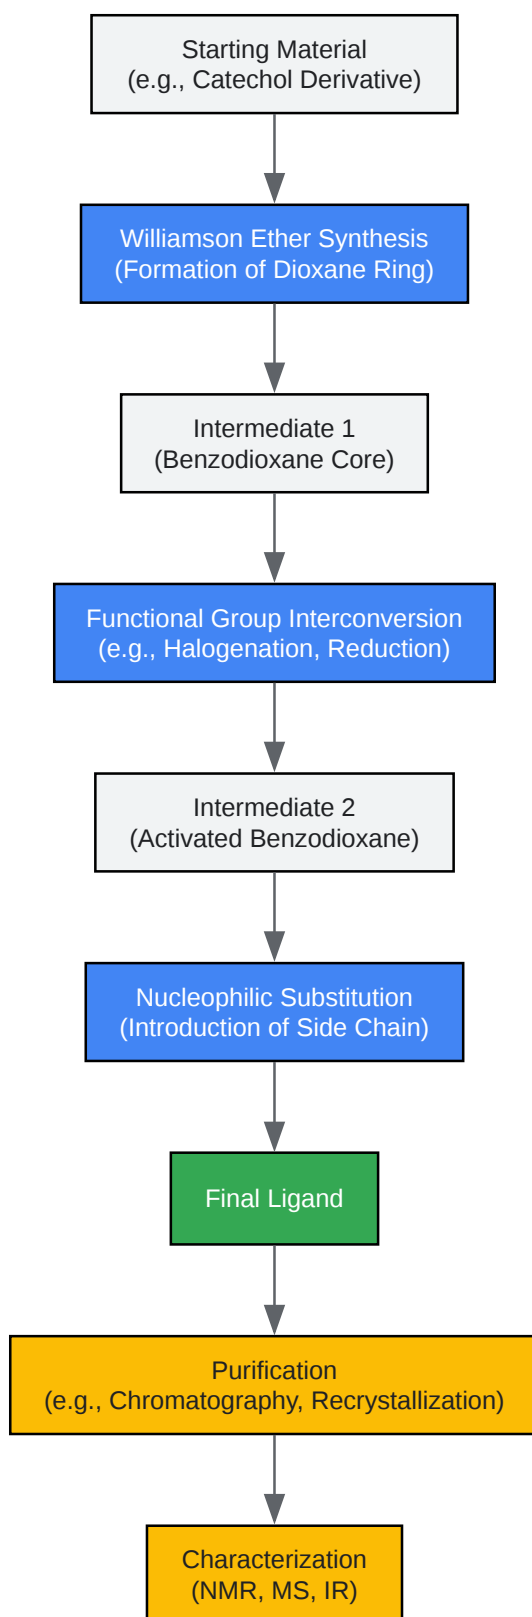 Starting Material
(e.g., Catechol Derivative)
Williamson Ether Synthesis
(Formation of Dioxane Ring)
Intermediate 1
(Benzodioxane Core)
Functional Group Interconversion
(e.g., Halogenation, Reduction)
Intermediate 2
(Activated Benzodioxane)
Nucleophilic Substitution
(Introduction of Side Chain)
Final Ligand
Purification
(e.g., Chromatography, Recrystallization)
Characterization
(NMR, MS, IR)